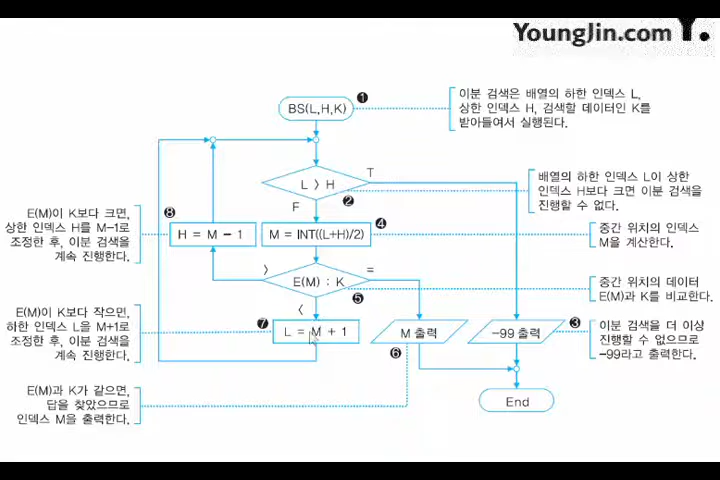 YoungJin.com Y.
BS(L,H,K)
❶
이분 검색은 배열의 하한 인덱스 L,
상한 인덱스 H, 검색할 데이터인 K를
받아들여서 실행된다.
L > H
T
F
❷
배열의 하한 인덱스 L이 상한
인덱스 H보다 크면 이분 검색을
진행할 수 없다.
E(M)이 K보다 크면,
상한 인덱스 H를 M-1로
조정한 후, 이분 검색을
계속 진행한다.
❽
H = M - 1
M = INT((L+H)/2)
❹
중간 위치의 인덱스
M을 계산한다.
>
E(M) : K
=
<
❺
중간 위치의 데이터
E(M)과 K를 비교한다.
E(M)이 K보다 작으면,
하한 인덱스 L을 M+1로
조정한 후, 이분 검색을
계속 진행한다.
❼
L = M + 1
M 출력
❻
-99 출력
❸
이분 검색을 더 이상
진행할 수 없으므로
-99라고 출력한다.
E(M)과 K가 같으면,
답을 찾았으므로
인덱스 M을 출력한다.
End